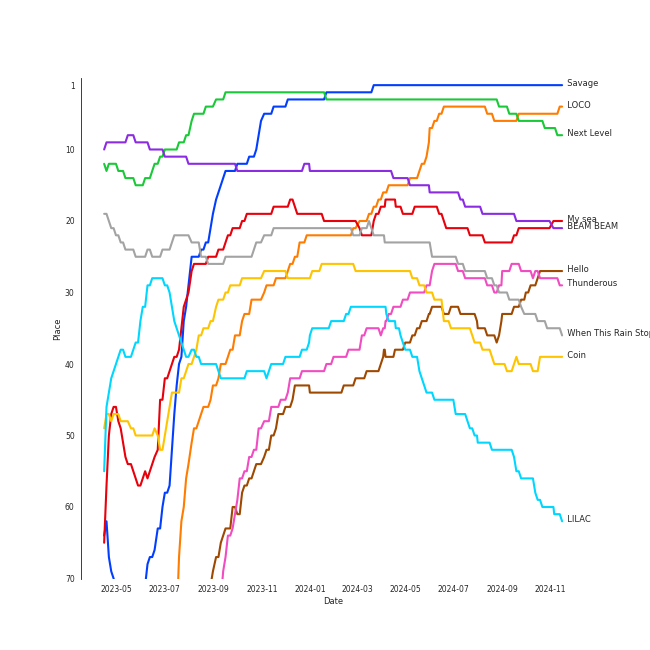 1
10
20
30
40
50
60
70
Place
2023-05
2023-07
2023-09
2023-11
2024-01
2024-03
2024-05
2024-07
2024-09
2024-11
Date
Savage
LOCO
Next Level
My sea
BEAM BEAM
Hello
Thunderous
When This Rain Stop
Coin
LILAC